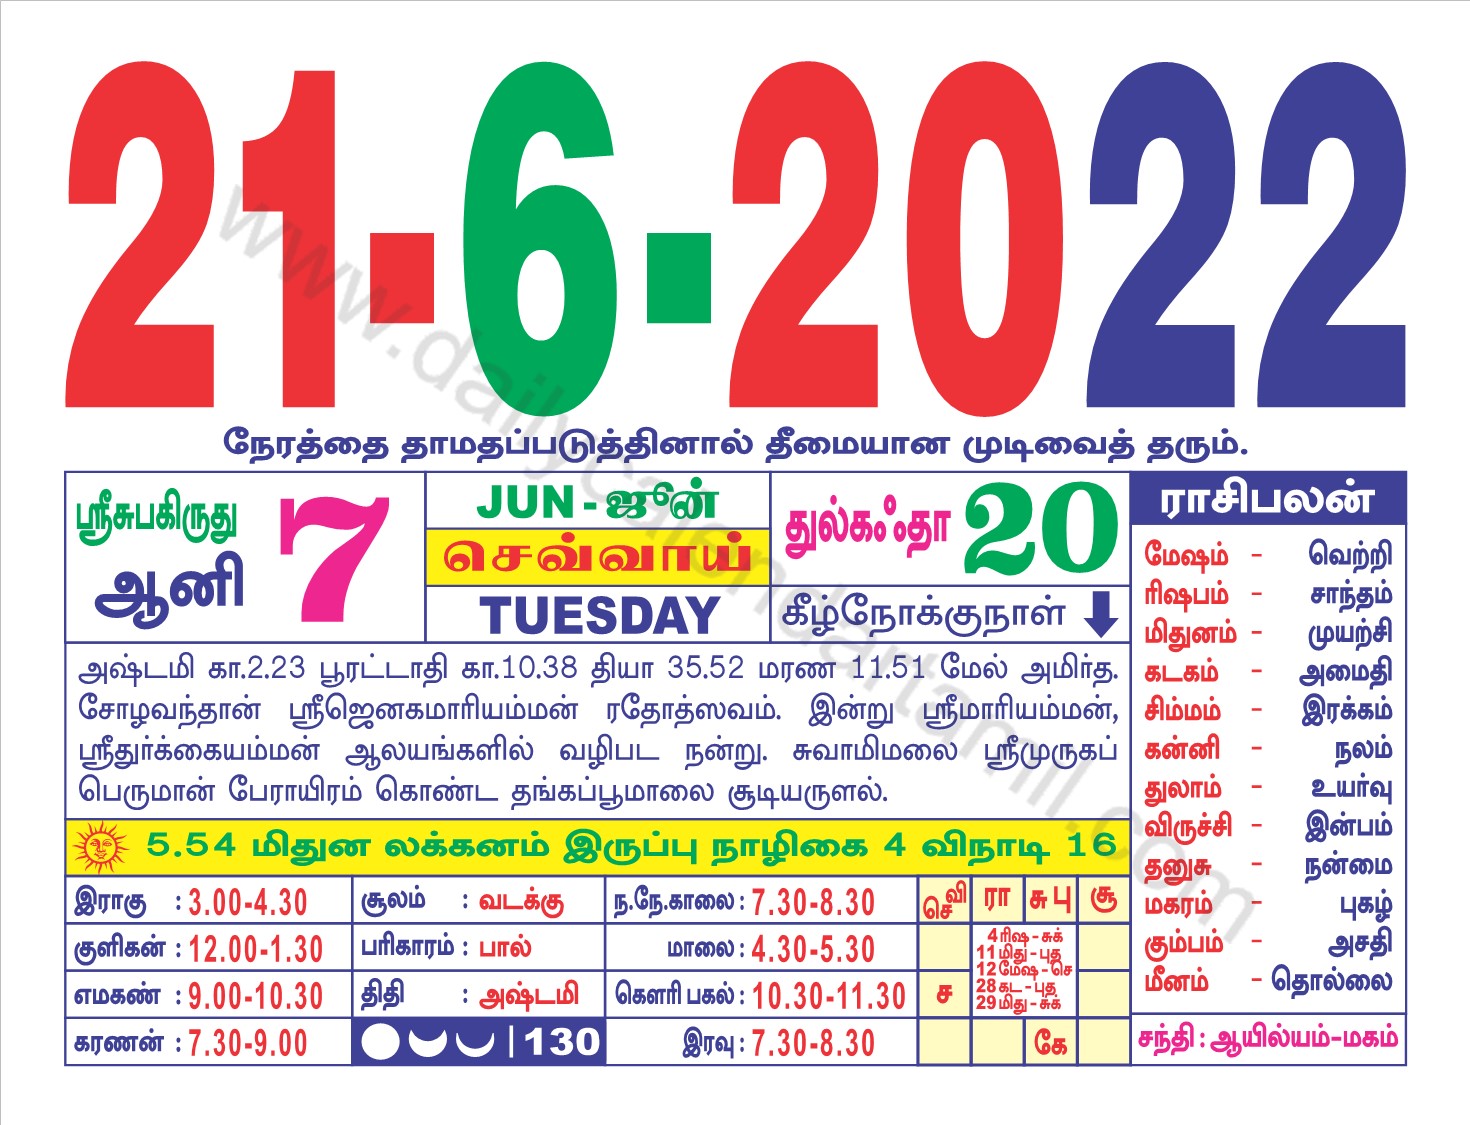 21-6-2022
நேரத்தை தாமதப்படுத்தினால் தீமையான முடிவைத் தரும்.
ஸ்ரீசுபகிருது
ஆனி 7
JUN - ஜூன்
செவ்வாய்
TUESDAY
துல்கஃதா 20
கீழ்நோக்குநாள்
அஷ்டமி கா.2.23 பூரட்டாதி கா.10.38 தியா 35.52 மரண 11.51 மேல் அமிர்த.
சோழவந்தான் ஸ்ரீஜெனகமாரியம்மன் ரதோத்ஸவம். இன்று ஸ்ரீமாரியம்மன்,
ஸ்ரீதுர்க்கையம்மன் ஆலயங்களில் வழிபட நன்று. சுவாமிமலை ஸ்ரீமுருகப்
பெருமான் பேராயிரம் கொண்ட தங்கப்பூமாலை சூடியருளல்.
5.54 மிதுன லக்கனம் இருப்பு நாழிகை 4 விநாடி 16
இராகு : 3.00-4.30
குளிகன் : 12.00-1.30
எமகண் : 9.00-10.30
கரணன் : 7.30-9.00
சூலம் : வடக்கு
பரிகாரம் : பால்
திதி : அஷ்டமி
130
ந.நே.காலை : 7.30-8.30
மாலை : 4.30-5.30
கௌரி பகல் : 10.30-11.30
இரவு : 7.30-8.30
செ வி ரா சு பு சூ
4 ரிஷ - சுக்
11 மிது - புத
12 மேஷ - செ
28 கட - புத
29 மிது - சுக்
ச
கே
ராசிபலன்
மேஷம் - வெற்றி
ரிஷபம் - சாந்தம்
மிதுனம் - முயற்சி
கடகம் - அமைதி
சிம்மம் - இரக்கம்
கன்னி - நலம்
துலாம் - உயர்வு
விருச்சி - இன்பம்
தனுசு - நன்மை
மகரம் - புகழ்
கும்பம் - அசதி
மீனம் - தொல்லை
சந்தி : ஆயில்யம்-மகம்
www.dailycalendartamil.com